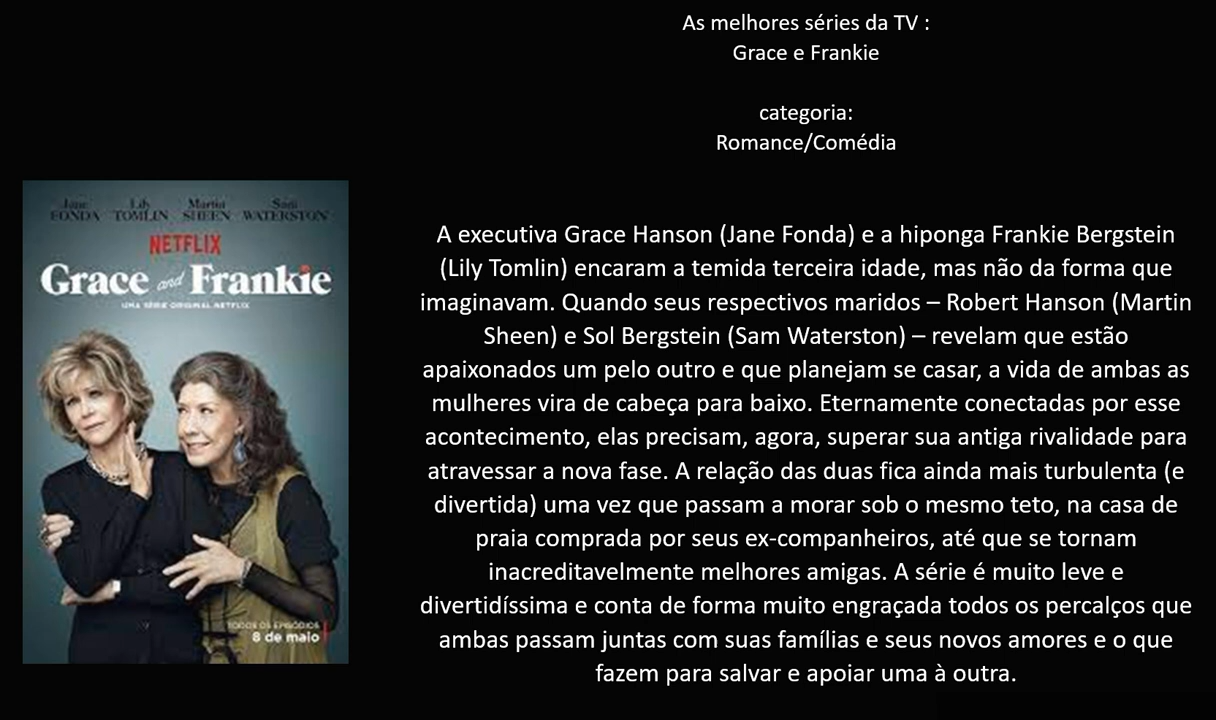 As melhores séries da TV :
Grace e Frankie
categoria:
Romance/Comédia
Jane FONDA Lily TOMLIN Martin SHEEN Sam WATERSTON
NETFLIX
Grace and Frankie
UMA SÉRIE ORIGINAL NETFLIX
TODOS OS EPISÓDIOS
8 de maio
A executiva Grace Hanson (Jane Fonda) e a hiponga Frankie Bergstein
(Lily Tomlin) encaram a temida terceira idade, mas não da forma que
imaginavam. Quando seus respectivos maridos – Robert Hanson (Martin
Sheen) e Sol Bergstein (Sam Waterston) – revelam que estão
apaixonados um pelo outro e que planejam se casar, a vida de ambas as
mulheres vira de cabeça para baixo. Eternamente conectadas por esse
acontecimento, elas precisam, agora, superar sua antiga rivalidade para
atravessar a nova fase. A relação das duas fica ainda mais turbulenta (e
divertida) uma vez que passam a morar sob o mesmo teto, na casa de
praia comprada por seus ex-companheiros, até que se tornam
inacreditavelmente melhores amigas. A série é muito leve e
divertidíssima e conta de forma muito engraçada todos os percalços que
ambas passam juntas com suas famílias e seus novos amores e o que
fazem para salvar e apoiar uma à outra.